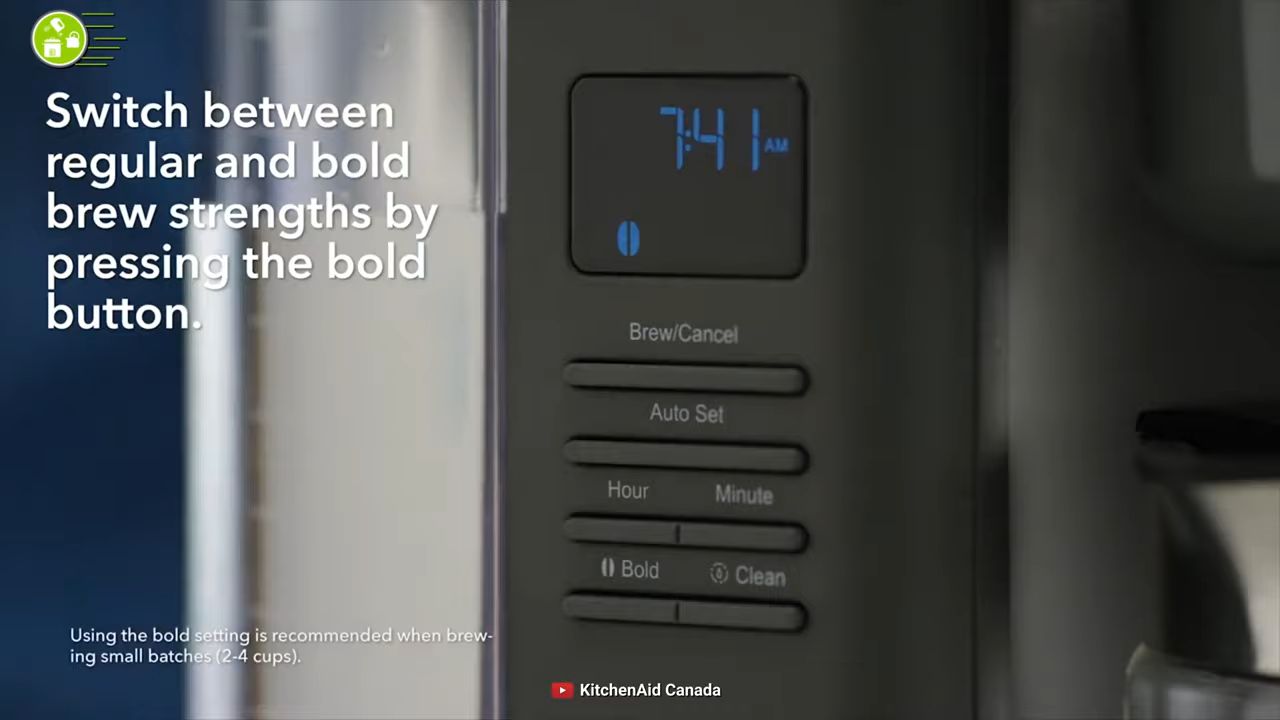 Switch between
regular and bold
brew strengths by
pressing the bold
button.
7:41 AM
Brew/Cancel
Auto Set
Hour Minute
Bold Clean
Using the bold setting is recommended when brew-
ing small batches (2-4 cups).
KitchenAid Canada